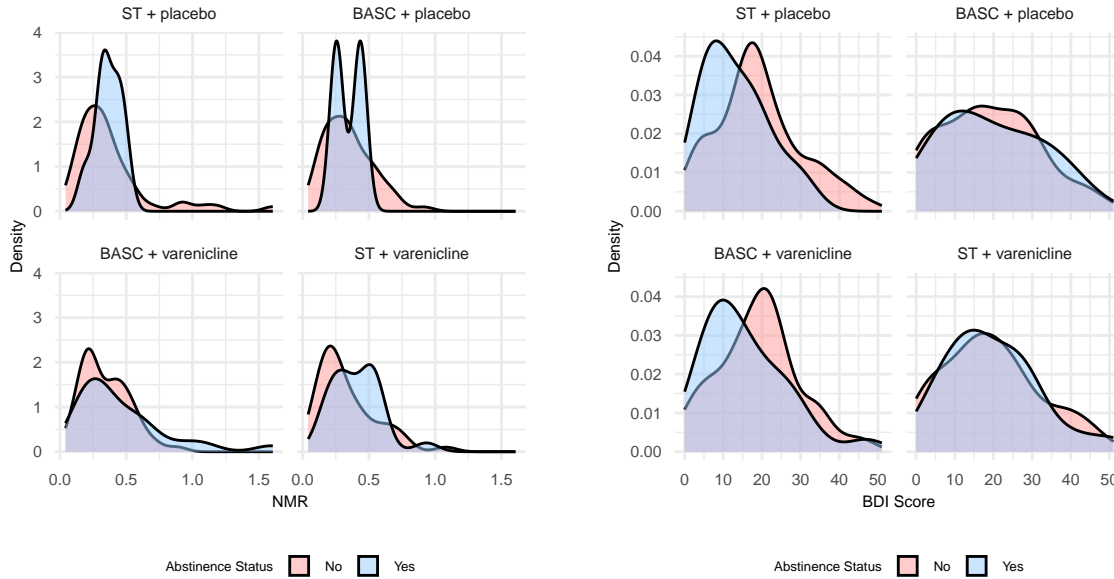 ST + placebo
BASC + placebo
4
3
2
1
0
BASC + varenicline
ST + varenicline
4
3
2
1
0
0.0
0.5
1.0
1.5
0.0
0.5
1.0
1.5
Density
NMR
Abstinence Status
No
Yes
ST + placebo
BASC + placebo
0.04
0.03
0.02
0.01
0.00
BASC + varenicline
ST + varenicline
0.04
0.03
0.02
0.01
0.00
0
10
20
30
40
50
0
10
20
30
40
50
Density
BDI Score
Abstinence Status
No
Yes